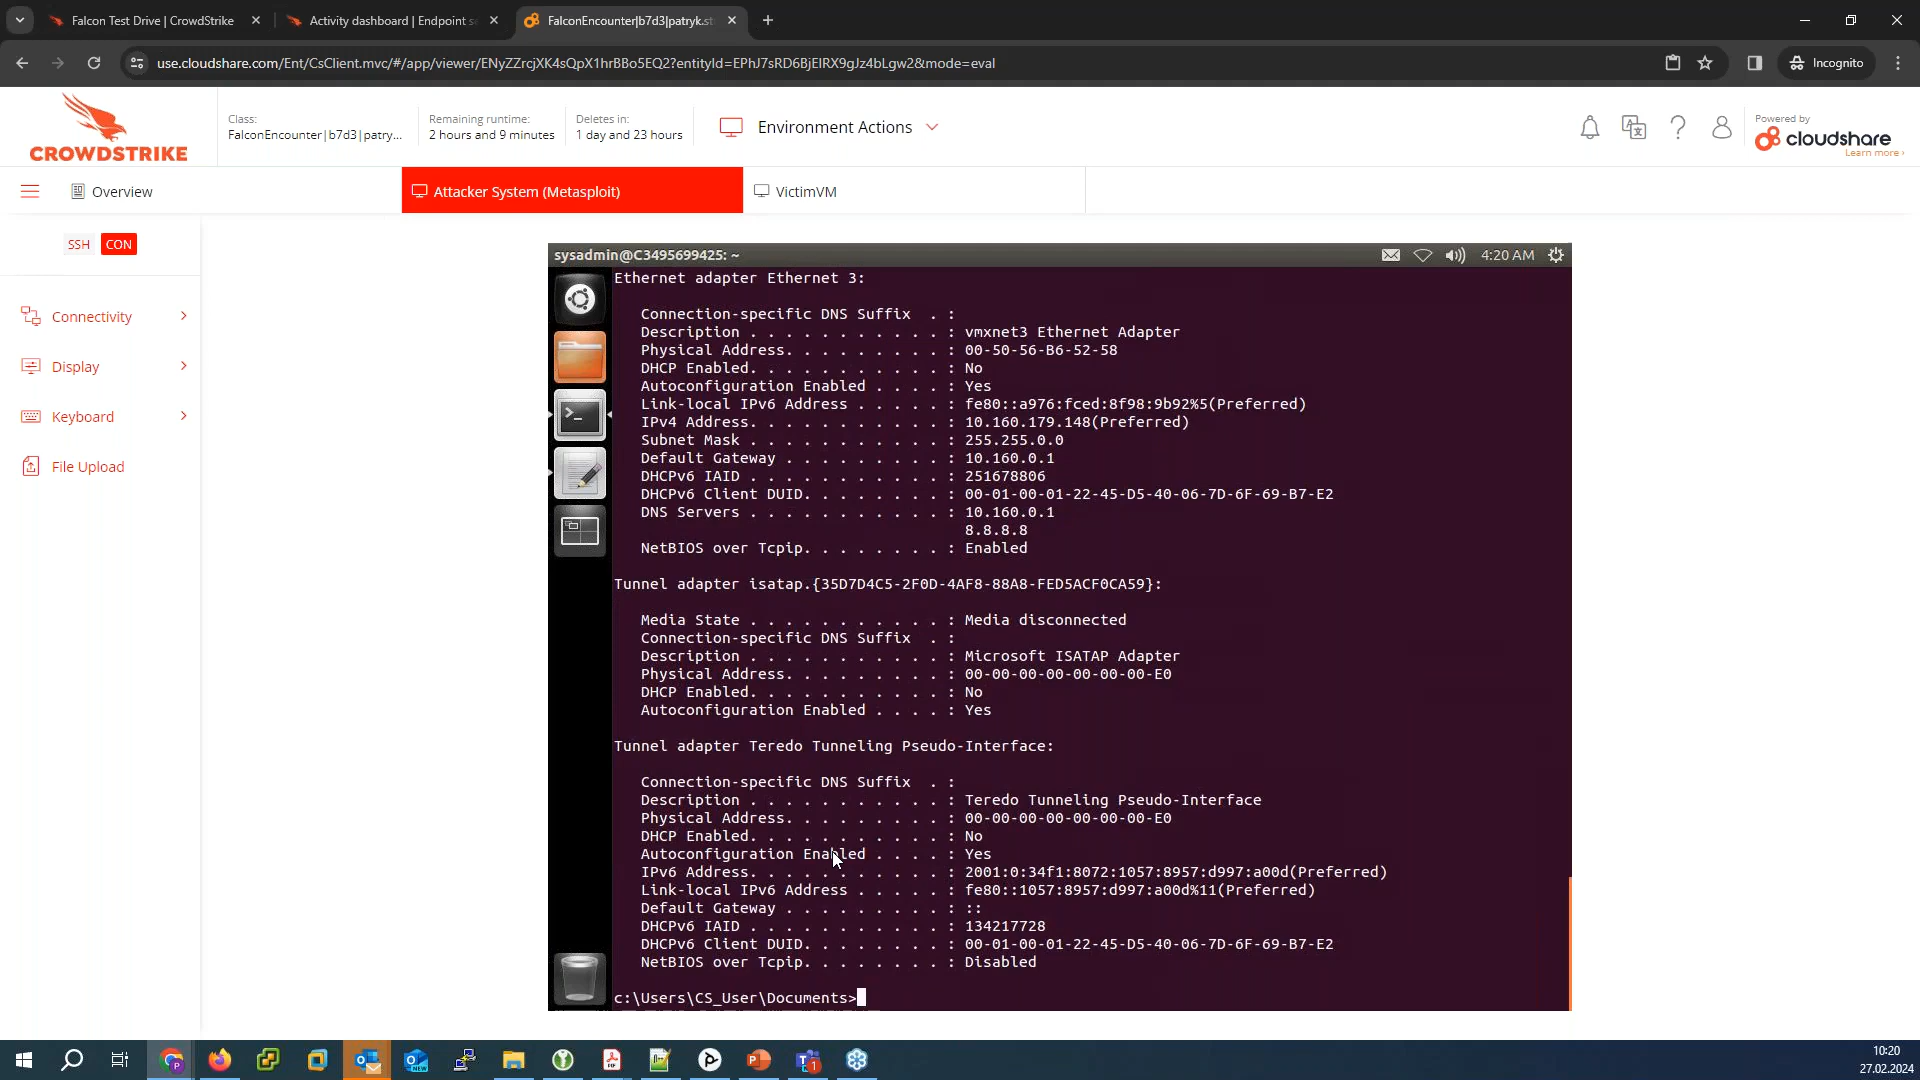 Falcon Test Drive | CrowdStrike
Activity dashboard | Endpoint se
FalconEncounter|b7d3|patryk.st
use.cloudshare.com/Ent/CsClient.mvc/#/app/viewer/ENyZZrcjXK4sQpX1hrBBo5EQ2?entityId=EPhJ7sRD6BjEIRX9gJz4bLgw2&mode=eval
Incognito
CROWDSTRIKE
Class:
FalconEncounter|b7d3|patry...
Remaining runtime:
2 hours and 9 minutes
Deletes in:
1 day and 23 hours
Environment Actions
Powered by
cloudshare
Learn more ›
Overview
Attacker System (Metasploit)
VictimVM
SSH CON
Connectivity
Display
Keyboard
File Upload
sysadmin@C3495699425: ~
4:20 AM
Ethernet adapter Ethernet 3:
Connection-specific DNS Suffix . :
Description . . . . . . . . . . . : vmxnet3 Ethernet Adapter
Physical Address. . . . . . . . . : 00-50-56-B6-52-58
DHCP Enabled. . . . . . . . . . . : No
Autoconfiguration Enabled . . . . : Yes
Link-local IPv6 Address . . . . . : fe80::a976:fced:8f98:9b92%5(Preferred)
IPv4 Address. . . . . . . . . . . : 10.160.179.148(Preferred)
Subnet Mask . . . . . . . . . . . : 255.255.0.0
Default Gateway . . . . . . . . . : 10.160.0.1
DHCPv6 IAID . . . . . . . . . . . : 251678806
DHCPv6 Client DUID. . . . . . . . : 00-01-00-01-22-45-D5-40-06-7D-6F-69-B7-E2
DNS Servers . . . . . . . . . . . : 10.160.0.1
8.8.8.8
NetBIOS over Tcpip. . . . . . . . : Enabled
Tunnel adapter isatap.{35D7D4C5-2F0D-4AF8-88A8-FED5ACF0CA59}:
Media State . . . . . . . . . . . : Media disconnected
Connection-specific DNS Suffix . :
Description . . . . . . . . . . . : Microsoft ISATAP Adapter
Physical Address. . . . . . . . . : 00-00-00-00-00-00-00-E0
DHCP Enabled. . . . . . . . . . . : No
Autoconfiguration Enabled . . . . : Yes
Tunnel adapter Teredo Tunneling Pseudo-Interface:
Connection-specific DNS Suffix . :
Description . . . . . . . . . . . : Teredo Tunneling Pseudo-Interface
Physical Address. . . . . . . . . : 00-00-00-00-00-00-00-E0
DHCP Enabled. . . . . . . . . . . : No
Autoconfiguration Enabled . . . . : Yes
IPv6 Address. . . . . . . . . . . : 2001:0:34f1:8072:1057:8957:d997:a00d(Preferred)
Link-local IPv6 Address . . . . . : fe80::1057:8957:d997:a00d%11(Preferred)
Default Gateway . . . . . . . . . : ::
DHCPv6 IAID . . . . . . . . . . . : 134217728
DHCPv6 Client DUID. . . . . . . . : 00-01-00-01-22-45-D5-40-06-7D-6F-69-B7-E2
NetBIOS over Tcpip. . . . . . . . : Disabled
c:\Users\CS_User\Documents>
10:20
27.02.2024